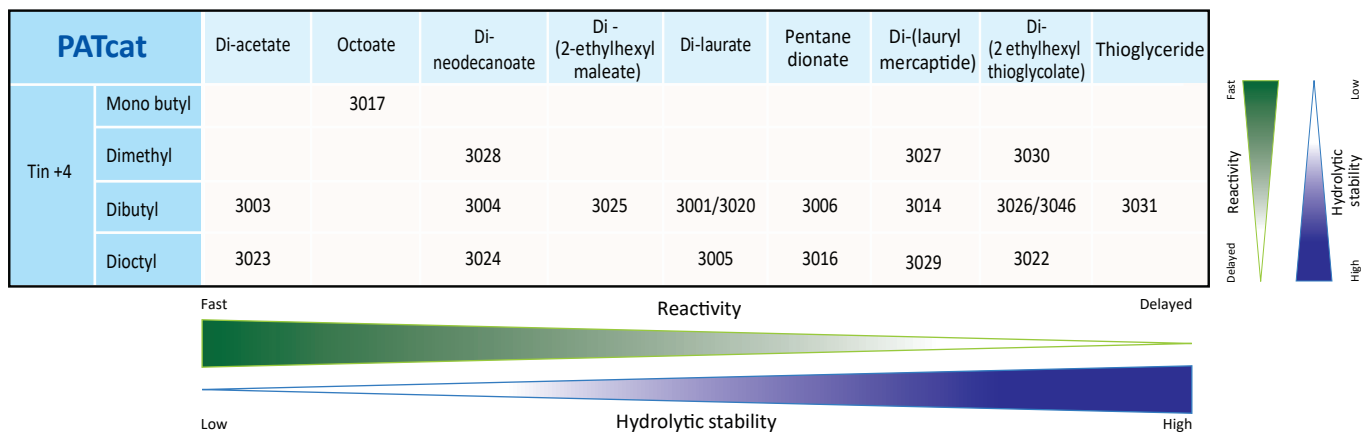 PATcat
Di-acetate
Octoate
Di-
neodecanoate
Di -
(2-ethylhexyl
maleate)
Di-laurate
Pentane
dionate
Di-(lauryl
mercaptide)
Di-
(2 ethylhexyl
thioglycolate)
Thioglyceride
Tin +4
Mono butyl
3017
Dimethyl
3028
3027
3030
Dibutyl
3003
3004
3025
3001/3020
3006
3014
3026/3046
3031
Dioctyl
3023
3024
3005
3016
3029
3022
Fast
Reactivity
Delayed
Low
Hydrolytic
stability
High
Fast
Reactivity
Delayed
Low
Hydrolytic stability
High